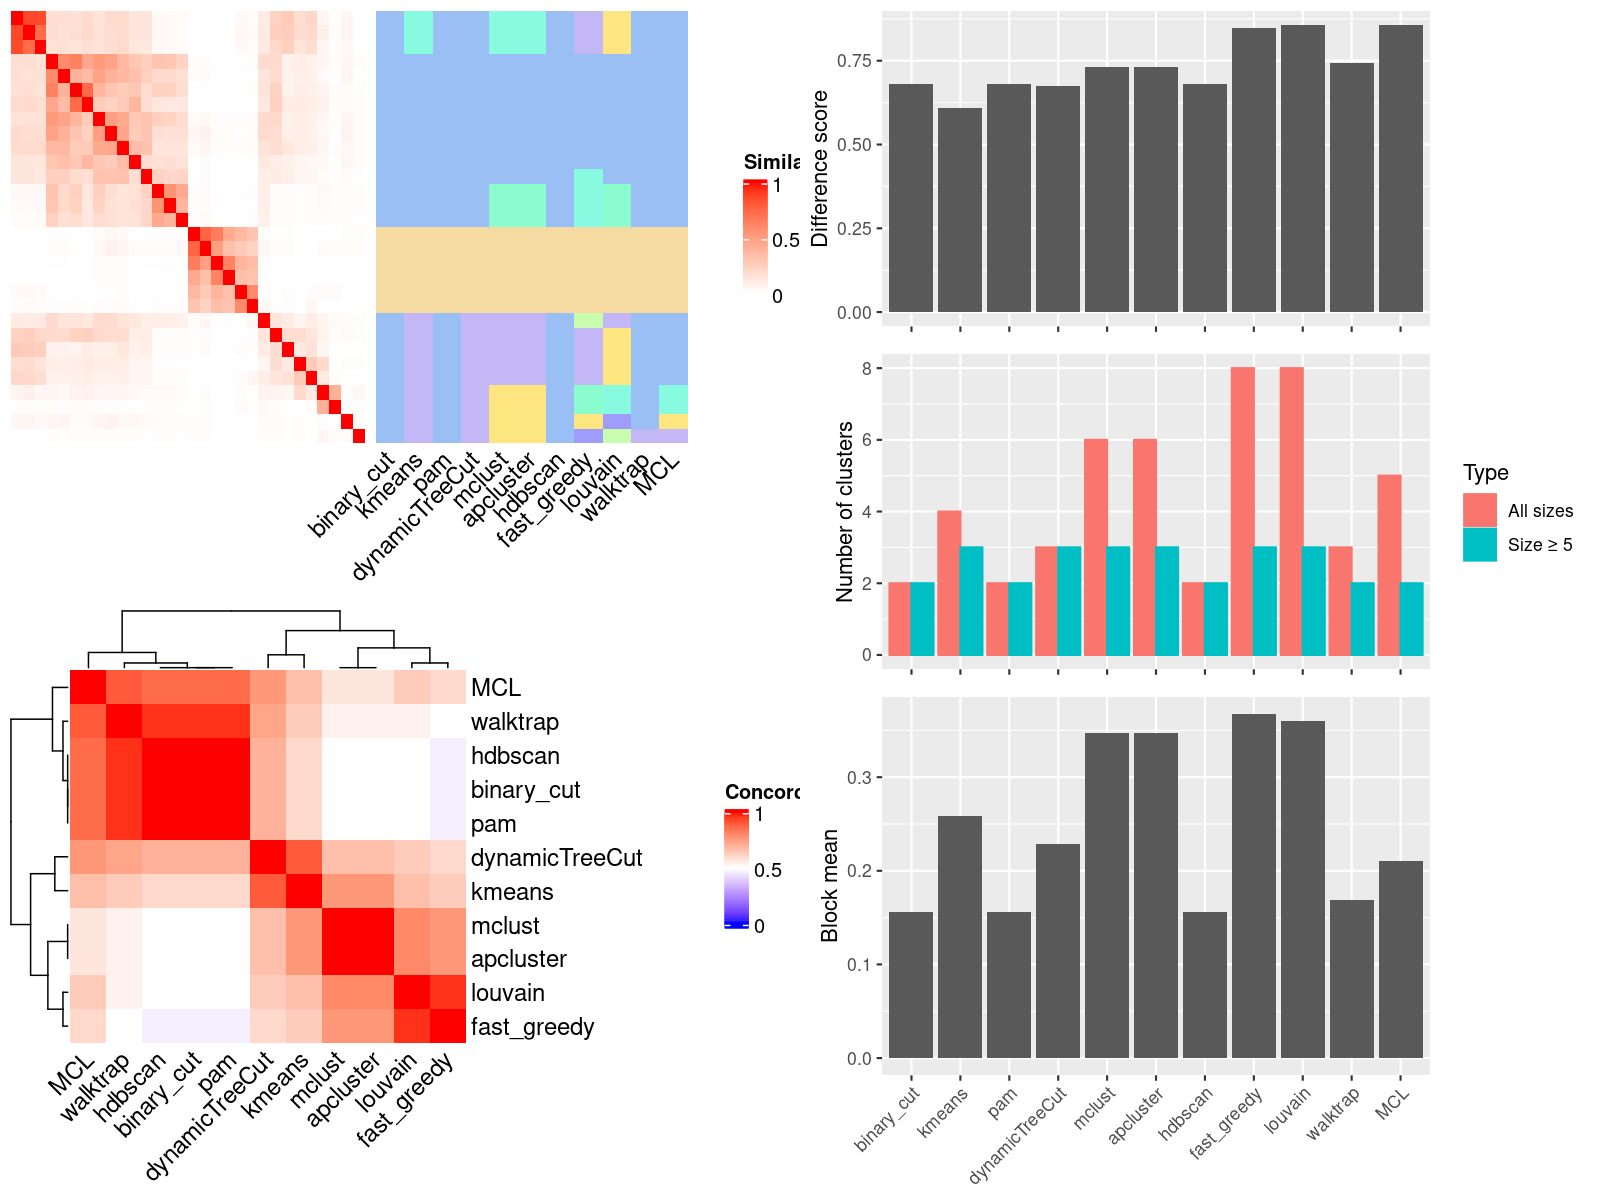 Simila
1
0.5
0
binary_cut
kmeans
pam
dynamicTreeCut
mclust
apcluster
hdbscan
fast_greedy
louvain
walktrap
MCL
MCL
walktrap
hdbscan
binary_cut
pam
dynamicTreeCut
kmeans
mclust
apcluster
louvain
fast_greedy
Concord
1
0.5
0
MCL
walktrap
hdbscan
binary_cut
pam
dynamicTreeCut
kmeans
mclust
apcluster
louvain
fast_greedy
Difference score
0.75
0.50
0.25
0.00
Number of clusters
8
6
4
2
0
Type
All sizes
Size ≥ 5
Block mean
0.3
0.2
0.1
0.0
binary_cut
kmeans
pam
dynamicTreeCut
mclust
apcluster
hdbscan
fast_greedy
louvain
walktrap
MCL